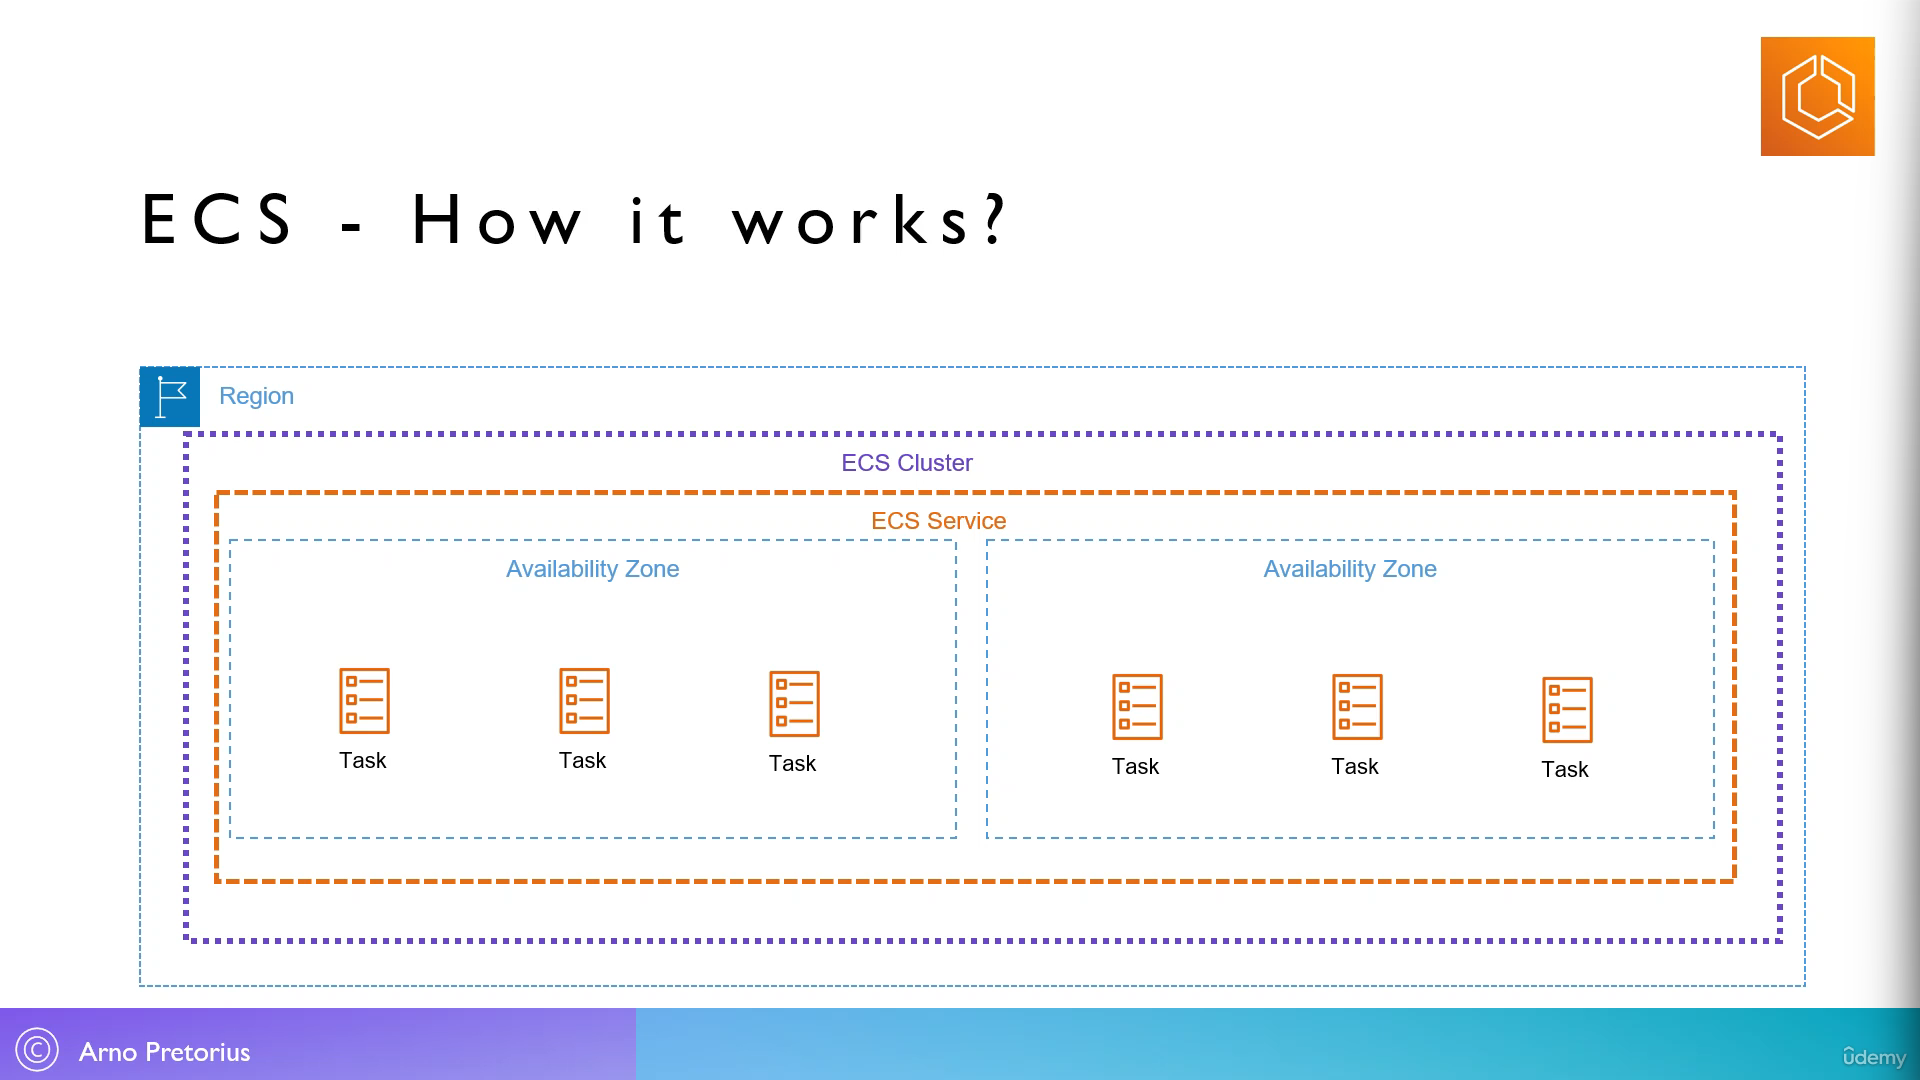 ECS - How it works?
Region
ECS Cluster
ECS Service
Availability Zone
Availability Zone
Task
Task
Task
Task
Task
Task
© Arno Pretorius
ûdemy